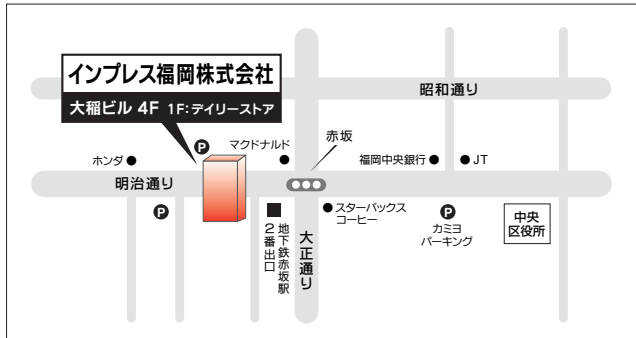 インプレス福岡株式会社
大稲ビル 4F 1F:デイリーストア
昭和通り
赤坂
P
マクドナルド
ホンダ
福岡中央銀行
JT
明治通り
P
地下鉄赤坂駅
2番出口
大正通り
スターバックス
コーヒー
P
カミヨ
パーキング
中央
区役所